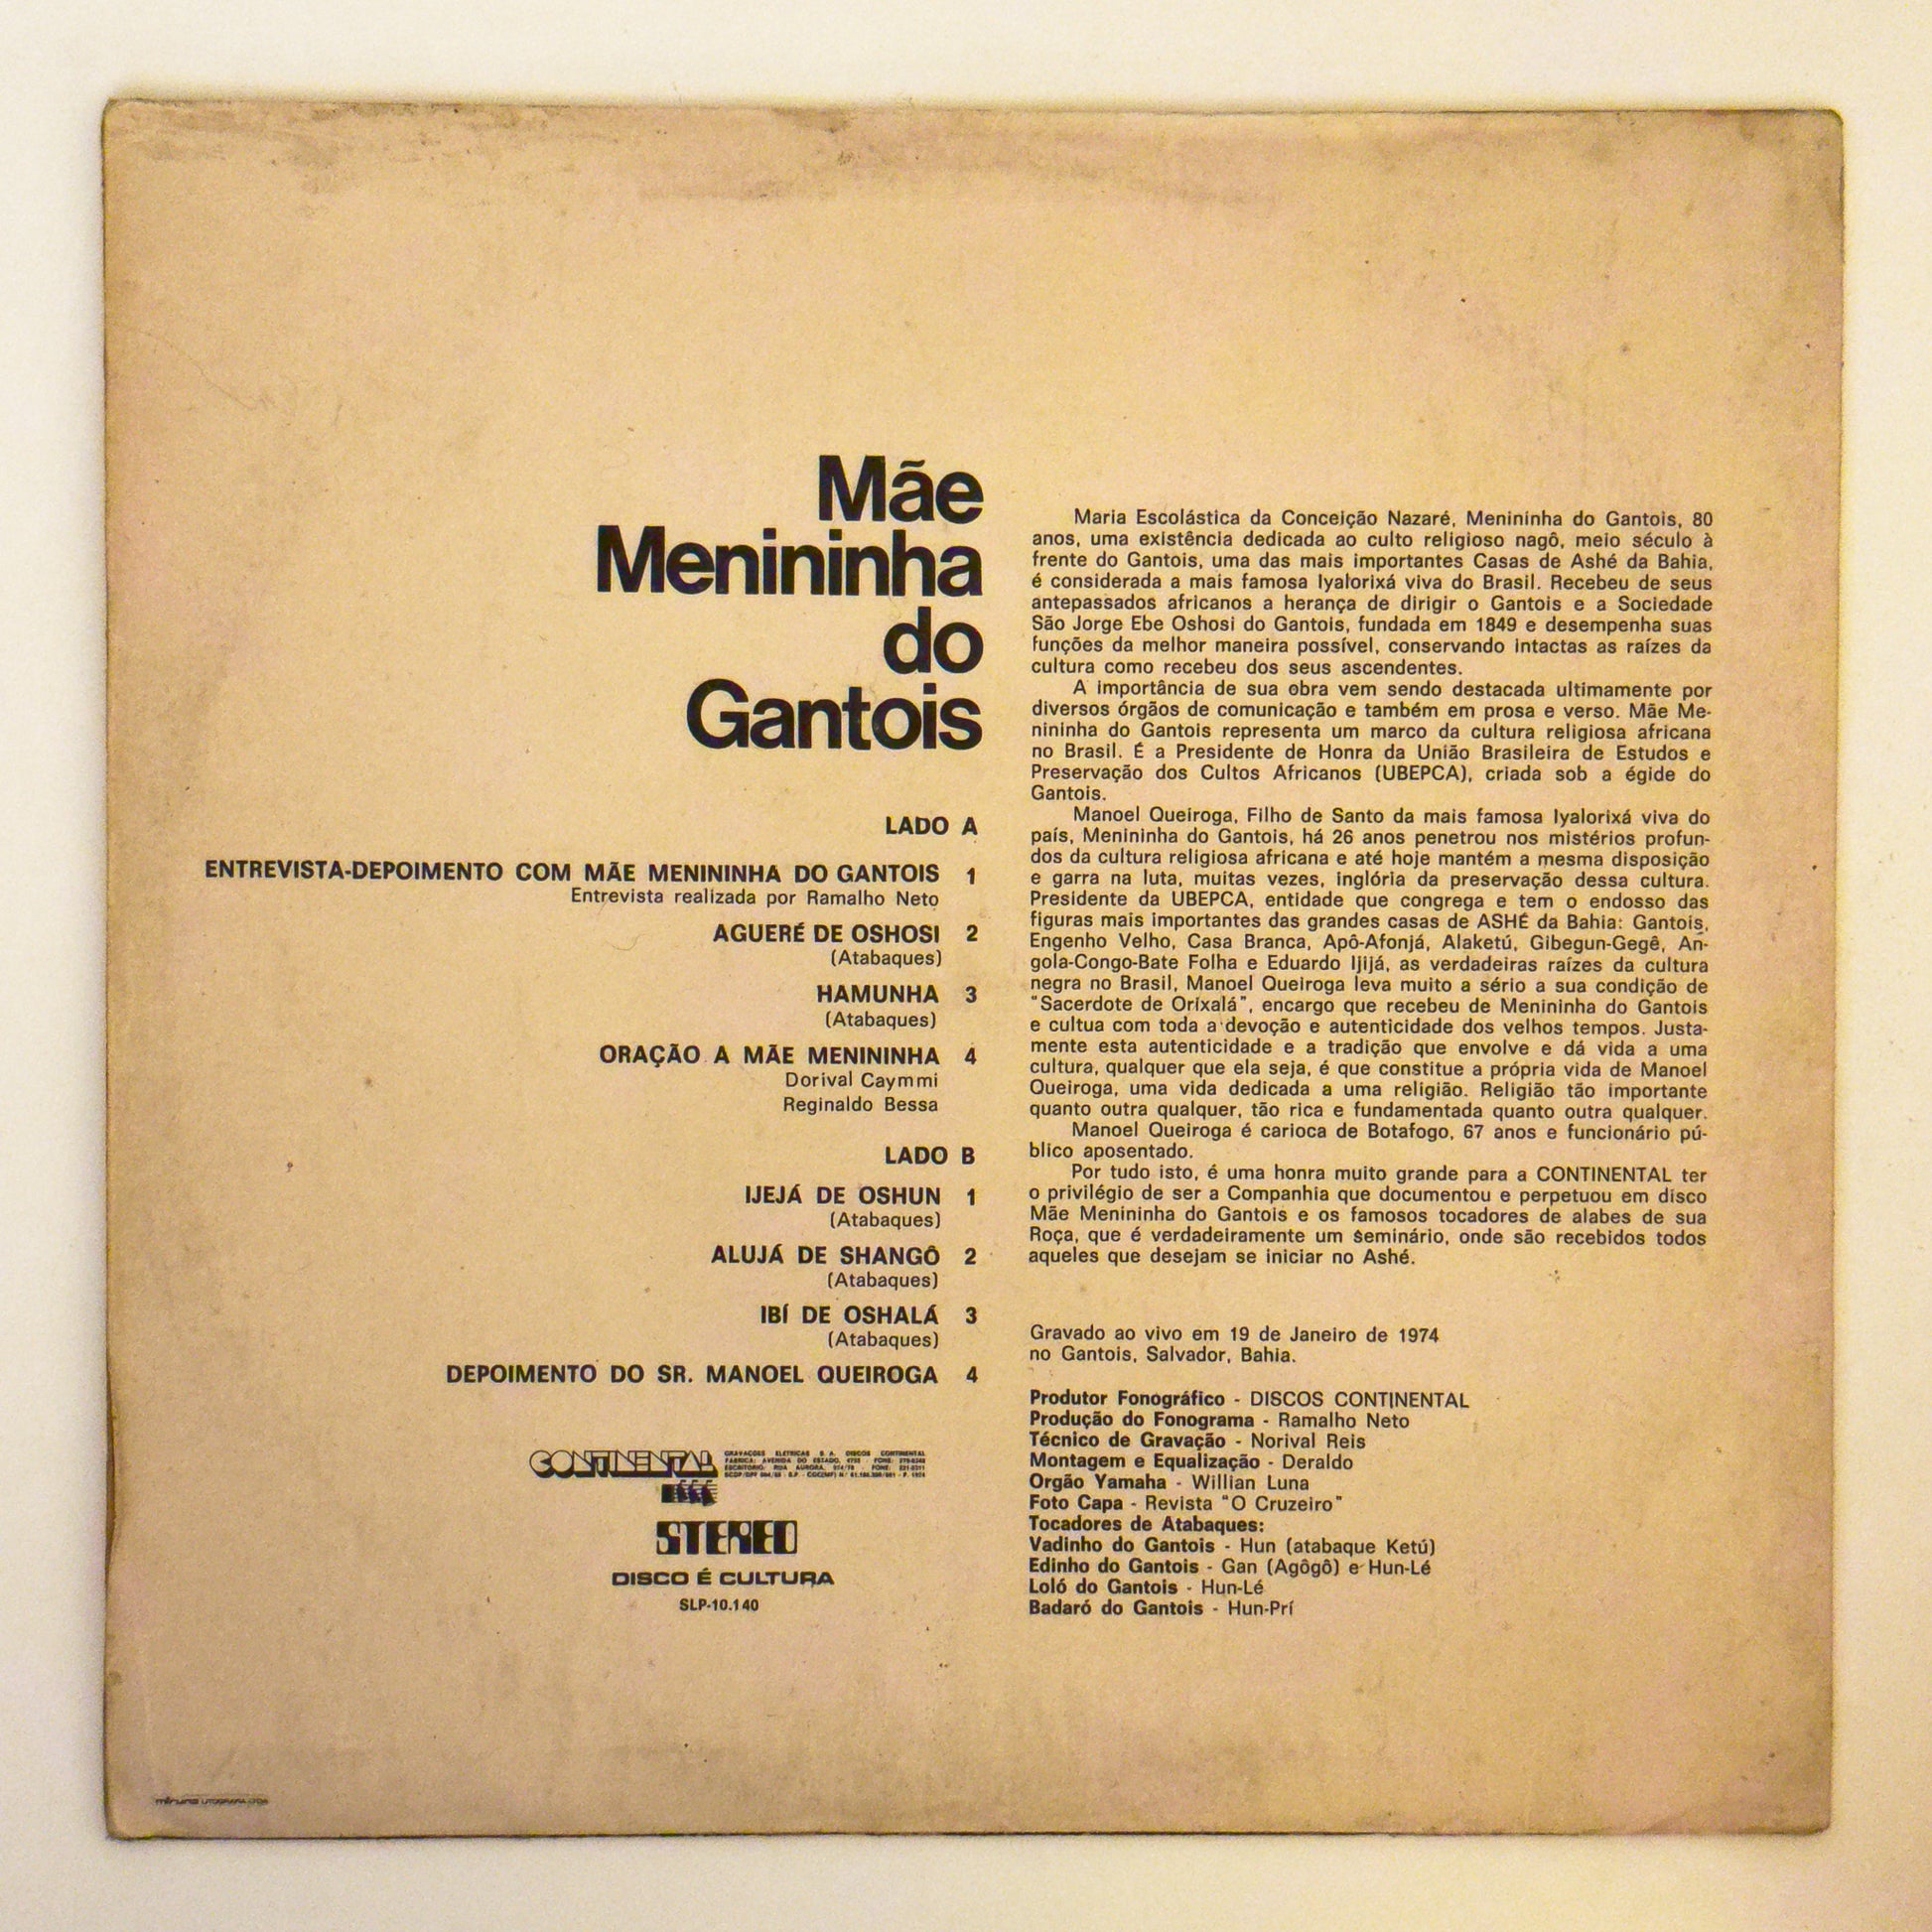 Mãe
Menininha
do
Gantois
LADO A
ENTREVISTA-DEPOIMENTO COM MÃE MENININHA DO GANTOIS 1
Entrevista realizada por Ramalho Neto
AGUERÉ DE OSHOSI 2
(Atabaques)
HAMUNHA 3
(Atabaques)
ORAÇÃO A MÃE MENININHA 4
Dorival Caymmi
Reginaldo Bessa
LADO B
IJEJÁ DE OSHUN 1
(Atabaques)
ALUJÁ DE SHANGÔ 2
(Atabaques)
IBÍ DE OSHALÁ 3
(Atabaques)
DEPOIMENTO DO SR. MANOEL QUEIROGA 4
CONTINENTAL
GRAVAÇÕES ELÉTRICAS S. A. DISCOS CONTINENTAL
STEREO
DISCO É CULTURA
SLP-10.140
Maria Escolástica da Conceição Nazaré, Menininha do Gantois, 80
anos, uma existência dedicada ao culto religioso nagô, meio século à
frente do Gantois, uma das mais importantes Casas de Ashé da Bahia,
é considerada a mais famosa Iyalorixá viva do Brasil. Recebeu de seus
antepassados africanos a herança de dirigir o Gantois e a Sociedade
São Jorge Ebe Oshosi do Gantois, fundada em 1849 e desempenha suas
funções da melhor maneira possível, conservando intactas as raízes da
cultura como recebeu dos seus ascendentes.
A importância de sua obra vem sendo destacada ultimamente por
diversos órgãos de comunicação e também em prosa e verso. Mãe Me-
nininha do Gantois representa um marco da cultura religiosa africana
no Brasil. É a Presidente de Honra da União Brasileira de Estudos e
Preservação dos Cultos Africanos (UBEPCA), criada sob a égide do
Gantois.
Manoel Queiroga, Filho de Santo da mais famosa Iyalorixá viva do
país, Menininha do Gantois, há 26 anos penetrou nos mistérios profun-
dos da cultura religiosa africana e até hoje mantém a mesma disposição
e garra na luta, muitas vezes, inglória da preservação dessa cultura.
Presidente da UBEPCA, entidade que congrega e tem o endosso das
figuras mais importantes das grandes casas de ASHÉ da Bahia: Gantois,
Engenho Velho, Casa Branca, Apô-Afonjá, Alaketú, Gibegun-Gegê, An-
gola-Congo-Bate Folha e Eduardo Ijijá, as verdadeiras raízes da cultura
negra no Brasil, Manoel Queiroga leva muito a sério a sua condição de
“Sacerdote de Orixalá”, encargo que recebeu de Menininha do Gantois
e cultua com toda a devoção e autenticidade dos velhos tempos. Justa-
mente esta autenticidade e a tradição que envolve e dá vida a uma
cultura, qualquer que ela seja, é que constitue a própria vida de Manoel
Queiroga, uma vida dedicada a uma religião. Religião tão importante
quanto outra qualquer, tão rica e fundamentada quanto outra qualquer.
Manoel Queiroga é carioca de Botafogo, 67 anos e funcionário pú-
blico aposentado.
Por tudo isto, é uma honra muito grande para a CONTINENTAL ter
o privilégio de ser a Companhia que documentou e perpetuou em disco
Mãe Menininha do Gantois e os famosos tocadores de alabes de sua
Roça, que é verdadeiramente um seminário, onde são recebidos todos
aqueles que desejam se iniciar no Ashé.
Gravado ao vivo em 19 de Janeiro de 1974
no Gantois, Salvador, Bahia.
Produtor Fonográfico - DISCOS CONTINENTAL
Produção do Fonograma - Ramalho Neto
Técnico de Gravação - Norival Reis
Montagem e Equalização - Deraldo
Orgão Yamaha - Willian Luna
Foto Capa - Revista “O Cruzeiro”
Tocadores de Atabaques:
Vadinho do Gantois - Hun (atabaque Ketú)
Edinho do Gantois - Gan (Agôgô) e Hun-Lé
Loló do Gantois - Hun-Lé
Badaró do Gantois - Hun-Prí